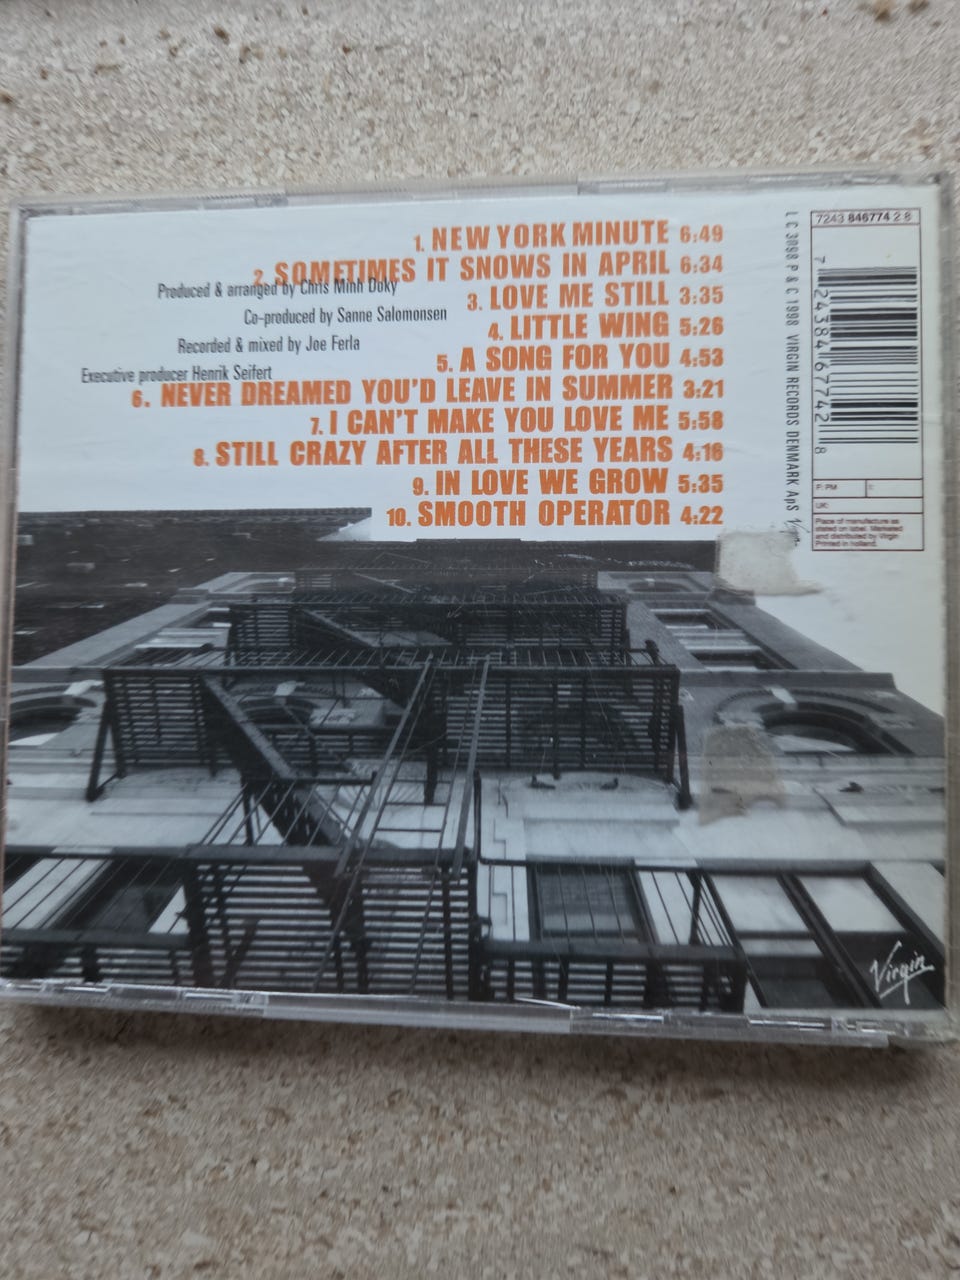 1. NEW YORK MINUTE 6:49
2. SOMETIMES IT SNOWS IN APRIL 6:34
3. LOVE ME STILL 3:35
4. LITTLE WING 5:26
5. A SONG FOR YOU 4:53
6. NEVER DREAMED YOU'D LEAVE IN SUMMER 3:21
7. I CAN'T MAKE YOU LOVE ME 5:58
8. STILL CRAZY AFTER ALL THESE YEARS 4:16
9. IN LOVE WE GROW 5:35
10. SMOOTH OPERATOR 4:22
Produced & arranged by Chris Minh Doky
Co-produced by Sanne Salomonsen
Recorded & mixed by Joe Ferla
Executive producer Henrik Seifert
LC 3098 P & C 1998 VIRGIN RECORDS DENMARK ApS Virgin
7243 846774 2 8
7 24384 67742 8
F: PM
I:
UK:
Place of manufacture as
stated on label. Marketed
and distributed by Virgin
Printed in Holland.
Virgin